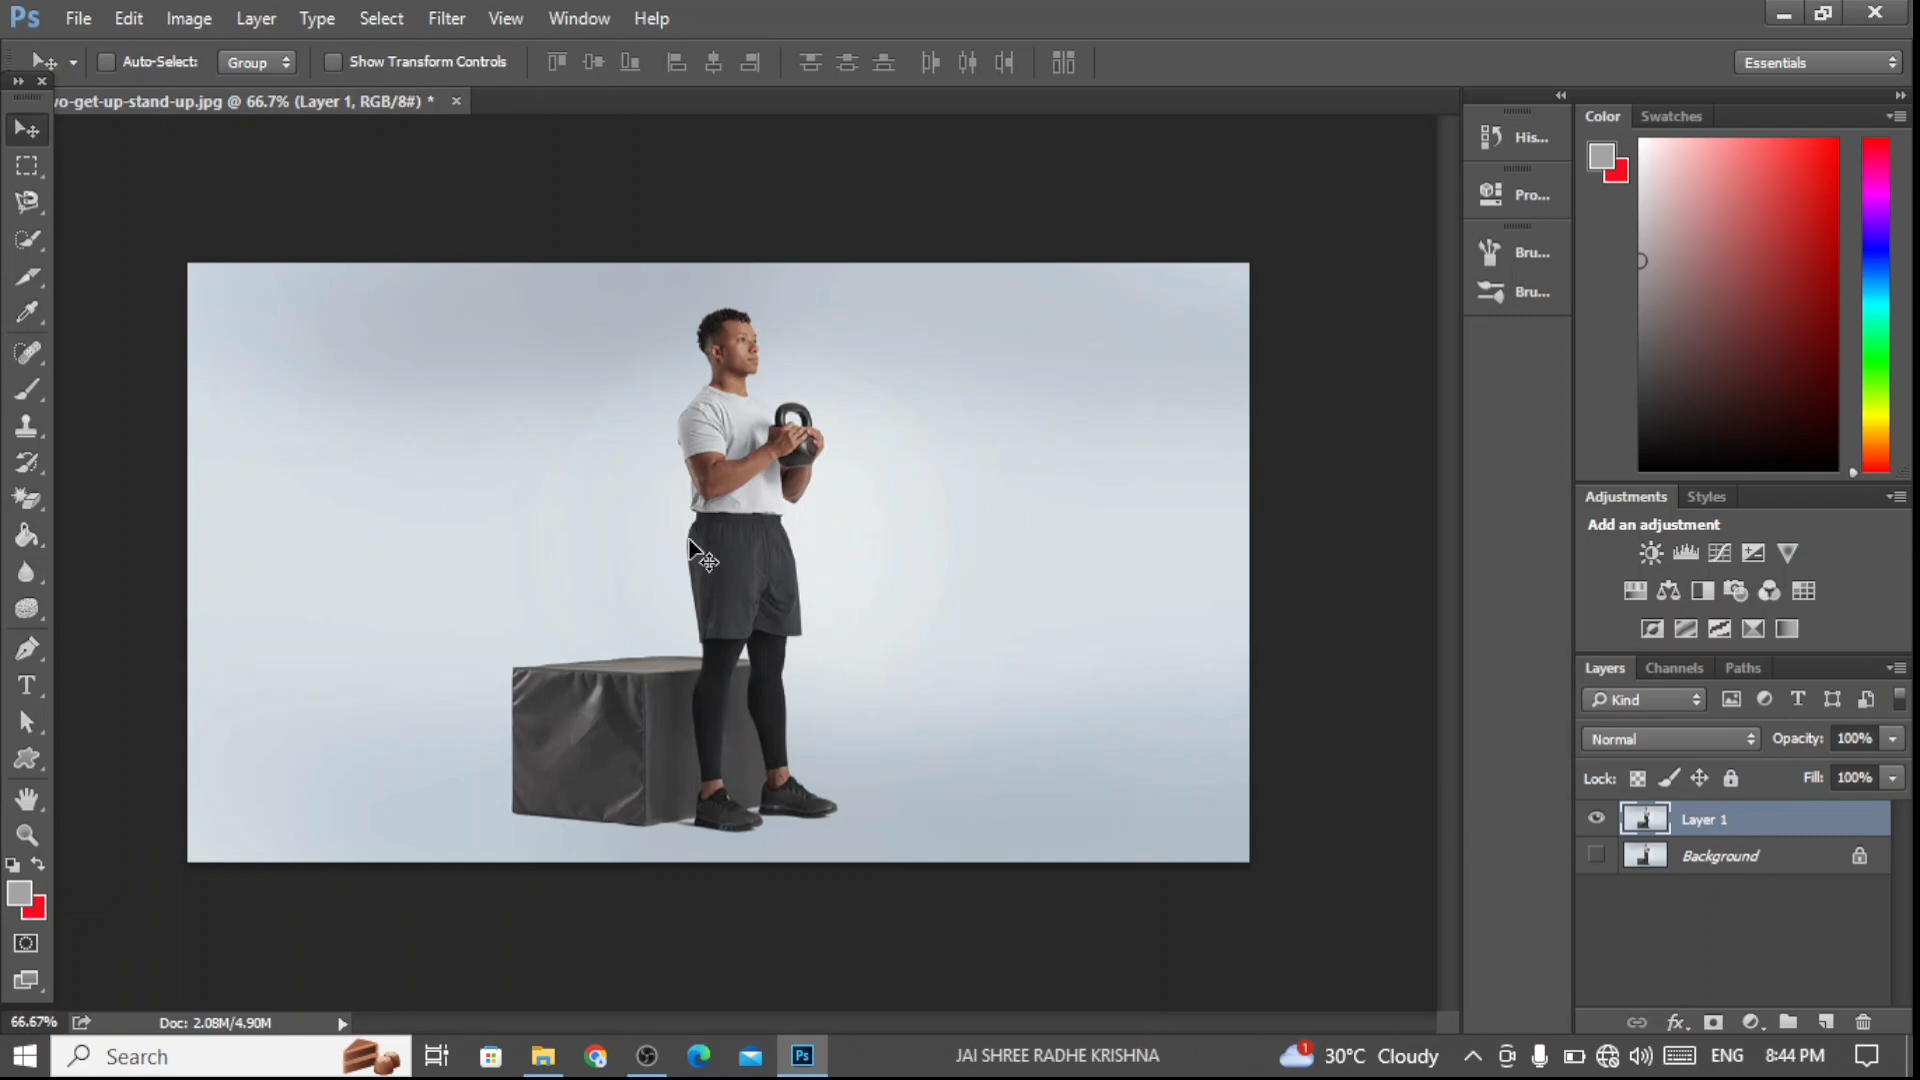 Ps File Edit Image Layer Type Select Filter View Window Help
Auto-Select: Group Show Transform Controls Essentials
vo-get-up-stand-up.jpg @ 66.7% (Layer 1, RGB/8#) *
His...
Pro...
Bru...
Bru...
Color Swatches
Adjustments Styles
Add an adjustment
Layers Channels Paths
Kind
Normal Opacity: 100%
Lock: Fill: 100%
Layer 1
Background
66.67% Doc: 2.08M/4.90M
Search JAI SHREE RADHE KRISHNA 1 30°C Cloudy ENG 8:44 PM